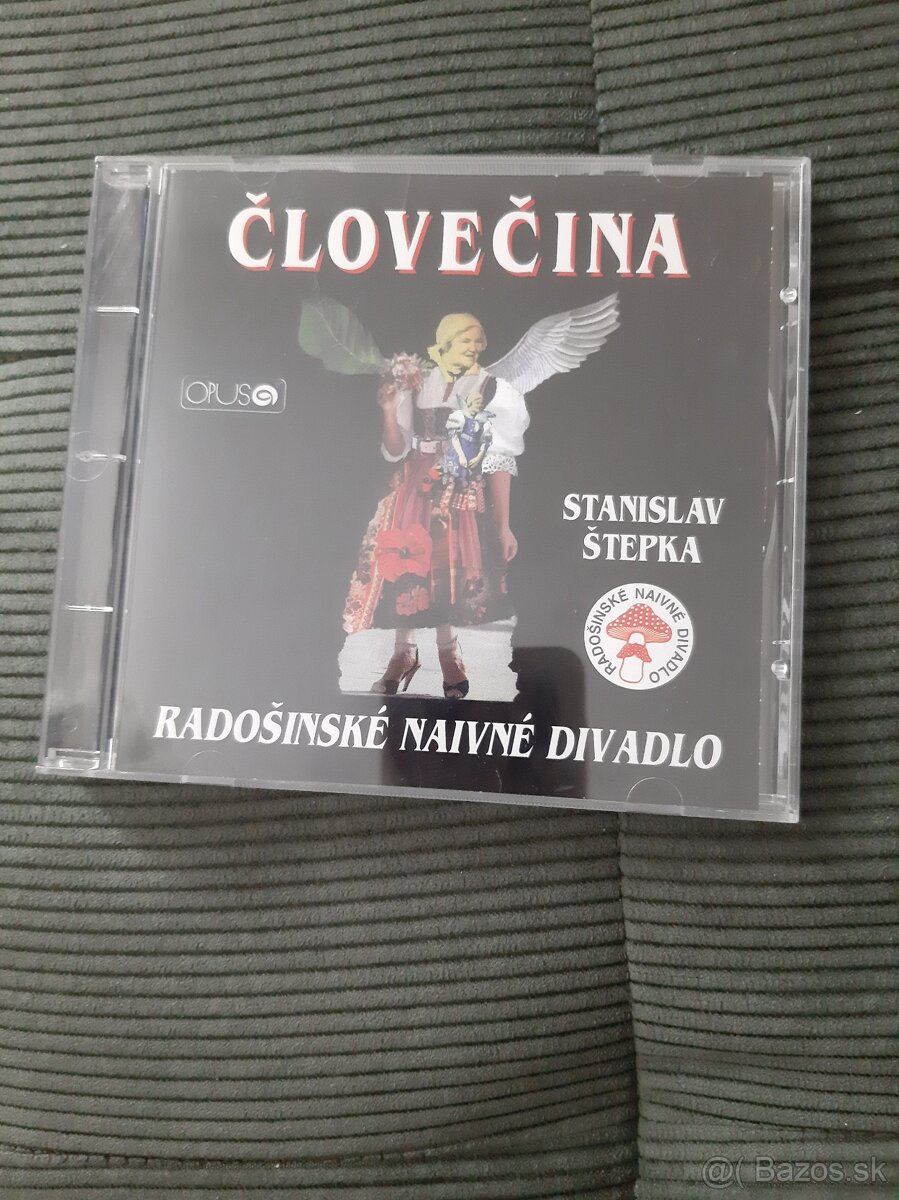 ČLOVEČINA
OPUS
STANISLAV
ŠTEPKA
RADOŠINSKÉ NAIVNÉ DIVADLO
RADOŠINSKÉ NAIVNÉ DIVADLO
@( Bazos.sk